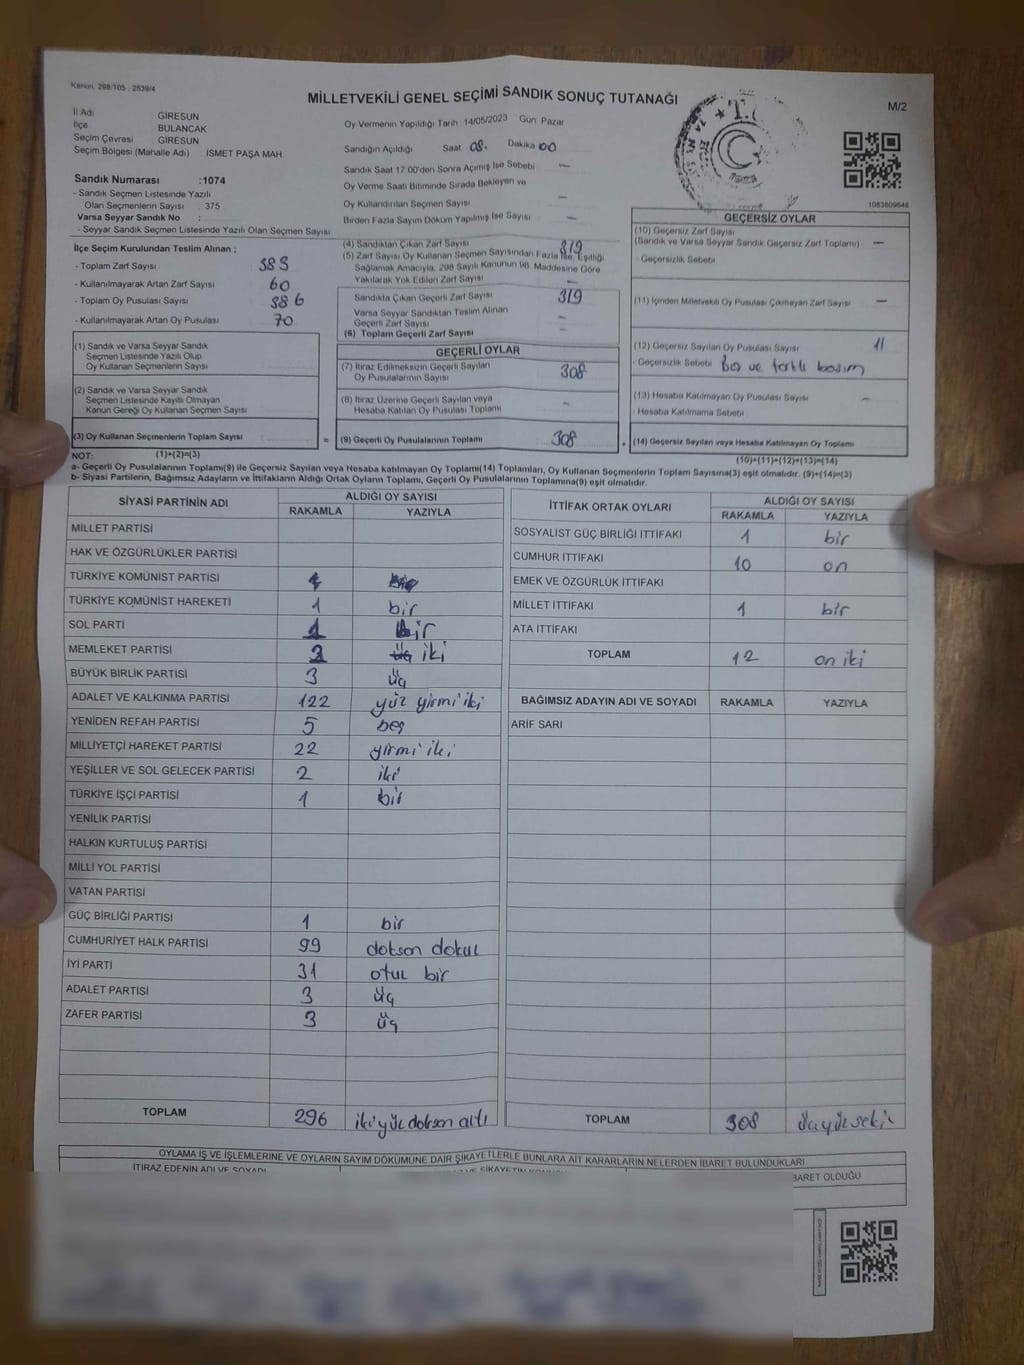 Kanun, 298/105 , 2839/4
MİLLETVEKİLİ GENEL SEÇİMİ SANDIK SONUÇ TUTANAĞI
M/2
İl Adı GİRESUN
İlçe BULANCAK
Seçim Çevresi GİRESUN
Seçim Bölgesi (Mahalle Adı) : İSMET PAŞA MAH
Sandık Numarası :1074
- Sandık Seçmen Listesinde Yazılı
Olan Seçmenlerin Sayısı : 375
Varsa Seyyar Sandık No :
- Seyyar Sandık Seçmen Listesinde Yazılı Olan Seçmen Sayısı
Oy Vermenin Yapıldığı Tarih :14/05/2023 Gün: Pazar
Sandığın Açıldığı Saat 08. Dakika 00
Sandık Saat 17:00'den Sonra Açılmış İse Sebebi —
Oy Verme Saati Bitiminde Sırada Bekleyen ve
Oy Kullandırılan Seçmen Sayısı —
Birden Fazla Sayım Döküm Yapılmış İse Sayısı —
1083809648
İlçe Seçim Kurulundan Teslim Alınan ;
- Toplam Zarf Sayısı
- Kullanılmayarak Artan Zarf Sayısı 60
- Toplam Oy Pusulası Sayısı 386
- Kullanılmayarak Artan Oy Pusulası 70
(4) Sandıktan Çıkan Zarf Sayısı 319
(5) Zarf Sayısı Oy Kullanan Seçmen Sayısından Fazla İse, Eşitliği
Sağlamak Amacıyla, 298 Sayılı Kanunun 98. Maddesine Göre
Yakılarak Yok Edilen Zarf Sayısı —
Sandıkta Çıkan Geçerli Zarf Sayısı 319
Varsa Seyyar Sandıktan Teslim Alınan
Geçerli Zarf Sayısı -
(6) Toplam Geçerli Zarf Sayısı -
GEÇERSİZ OYLAR
(10) Geçersiz Zarf Sayısı
(Sandık ve Varsa Seyyar Sandık Geçersiz Zarf Toplamı) —
- Geçersizlik Sebebi
(11) İçinden Milletvekili Oy Pusulası Çıkmayan Zarf Sayısı —
(12) Geçersiz Sayılan Oy Pusulası Sayısı 11
- Geçersizlik Sebebi Boş ve farklı basım
(13) Hesaba Katılmayan Oy Pusulası Sayısı -
- Hesaba Katılmama Sebebi
(14) Geçersiz Sayılan veya Hesaba Katılmayan Oy Toplamı
(10)+(11)+(12)+(13)=(14)
(1) Sandık ve Varsa Seyyar Sandık
Seçmen Listesinde Yazılı Olup
Oy Kullanan Seçmenlerin Sayısı
(2) Sandık ve Varsa Seyyar Sandık
Seçmen Listesinde Kayıtlı Olmayan
Kanun Gereği Oy Kullanan Seçmen Sayısı
(3) Oy Kullanan Seçmenlerin Toplam Sayısı =
(1)+(2)=(3)
GEÇERLİ OYLAR
(7) İtiraz Edilmeksizin Geçerli Sayılan
Oy Pusulalarının Sayısı 308
(8) İtiraz Üzerine Geçerli Sayılan veya
Hesaba Katılan Oy Pusulası Toplamı -
(9) Geçerli Oy Pusulalarının Toplamı 308 +
NOT:
a- Geçerli Oy Pusulalarının Toplamı(9) ile Geçersiz Sayılan veya Hesaba katılmayan Oy Toplamı(14) Toplamları, Oy Kullanan Seçmenlerin Toplam Sayısına(3) eşit olmalıdır. (9)+(14)=(3)
b- Siyasi Partilerin, Bağımsız Adayların ve İttifakların Aldığı Ortak Oyların Toplamı, Geçerli Oy Pusulalarının Toplamına(9) eşit olmalıdır.
SİYASİ PARTİNİN ADI ALDIĞI OY SAYISI
RAKAMLA YAZIYLA
MİLLET PARTİSİ
HAK VE ÖZGÜRLÜKLER PARTİSİ
TÜRKİYE KOMÜNİST PARTİSİ
TÜRKİYE KOMÜNİST HAREKETİ 1 bir
SOL PARTİ 1 bir
MEMLEKET PARTİSİ 2 iki
BÜYÜK BİRLİK PARTİSİ 3 üç
ADALET VE KALKINMA PARTİSİ 122 yüz yirmi iki
YENİDEN REFAH PARTİSİ 5 beş
MİLLİYETÇİ HAREKET PARTİSİ 22 yirmi iki
YEŞİLLER VE SOL GELECEK PARTİSİ 2 iki
TÜRKİYE İŞÇİ PARTİSİ 1 bir
YENİLİK PARTİSİ
HALKIN KURTULUŞ PARTİSİ
MİLLİ YOL PARTİSİ
VATAN PARTİSİ
GÜÇ BİRLİĞİ PARTİSİ 1 bir
CUMHURİYET HALK PARTİSİ 99 doksan dokuz
İYİ PARTİ 31 otuz bir
ADALET PARTİSİ 3 üç
ZAFER PARTİSİ 3 üç
TOPLAM 296 ikiyüz doksan altı
İTTİFAK ORTAK OYLARI ALDIĞI OY SAYISI
RAKAMLA YAZIYLA
SOSYALİST GÜÇ BİRLİĞİ İTTİFAKI 1 bir
CUMHUR İTTİFAKI 10 on
EMEK VE ÖZGÜRLÜK İTTİFAKI
MİLLET İTTİFAKI 1 bir
ATA İTTİFAKI
TOPLAM 12 on iki
BAĞIMSIZ ADAYIN ADI VE SOYADI RAKAMLA YAZIYLA
ARİF SARI
TOPLAM 308 üçyüzsekiz
OYLAMA İŞ VE İŞLEMLERİNE VE OYLARIN SAYIM DÖKÜMÜNE DAİR ŞİKAYETLERLE BUNLARA AİT KARARLARIN NELERDEN İBARET BULUNDUKLARI
İTİRAZ EDENİN ADI VE SOYADI
BARET OLDUĞU